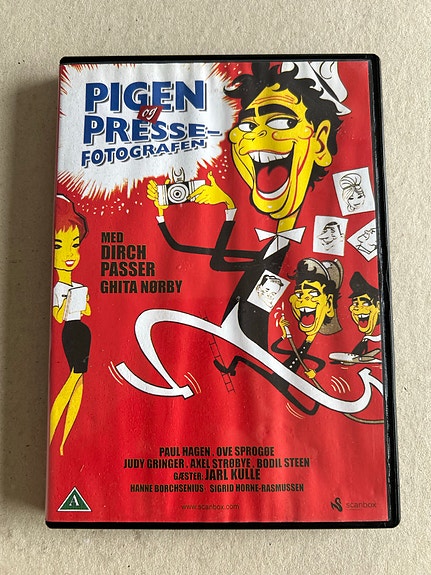 PIGEN
og
PRESSE-
FOTOGRAFEN
MED
DIRCH
PASSER
GHITA NØRBY
PAUL HAGEN . OVE SPROGØE
JUDY GRINGER . AXEL STRØBYE . BODIL STEEN
GÆSTER: JARL KULLE
HANNE BORCHSENIUS · SIGRID HORNE-RASMUSSEN
A
www.scanbox.com
scanbox